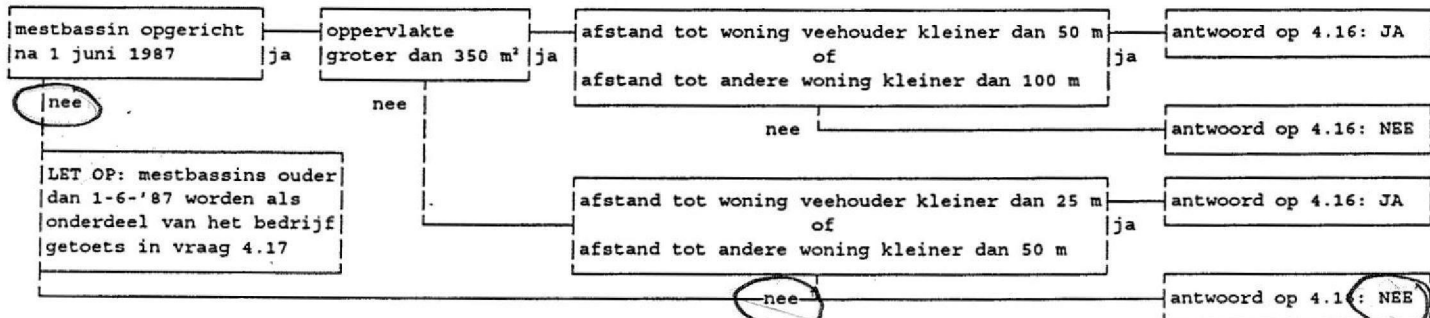 mestbassin opgericht
na 1 juni 1987
ja
oppervlakte
groter dan 350 m²
ja
afstand tot woning veehouder kleiner dan 50 m
of
afstand tot andere woning kleiner dan 100 m
ja
antwoord op 4.16: JA
nee
nee
nee
antwoord op 4.16: NEE
LET OP: mestbassins ouder
dan 1-6-'87 worden als
onderdeel van het bedrijf
getoets in vraag 4.17
afstand tot woning veehouder kleiner dan 25 m
of
afstand tot andere woning kleiner dan 50 m
ja
antwoord op 4.16: JA
nee
antwoord op 4.16: NEE